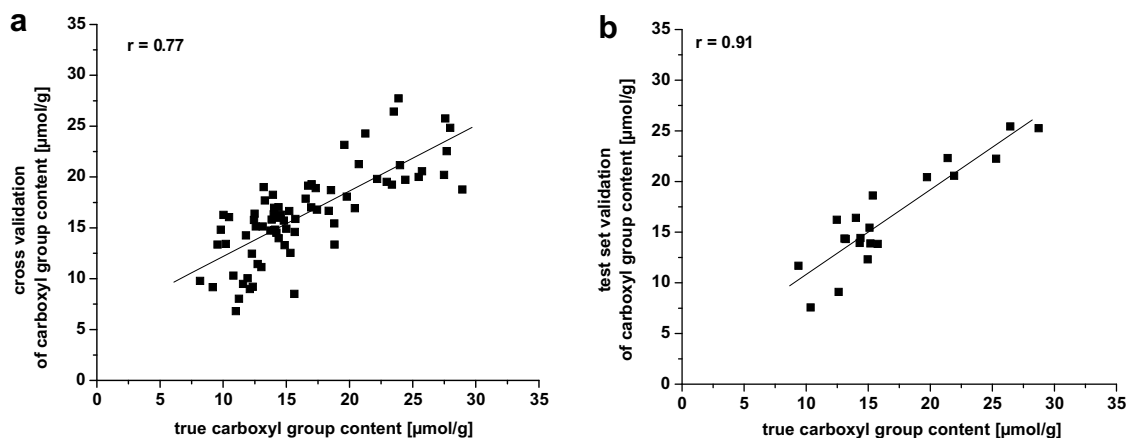 a
r = 0.77
35
30
25
20
15
10
5
0
cross validation
of carboxyl group content [µmol/g]
0 5 10 15 20 25 30 35
true carboxyl group content [µmol/g]
b
r = 0.91
35
30
25
20
15
10
5
0
test set validation
of carboxyl group content [µmol/g]
0 5 10 15 20 25 30 35
true carboxyl group content [µmol/g]